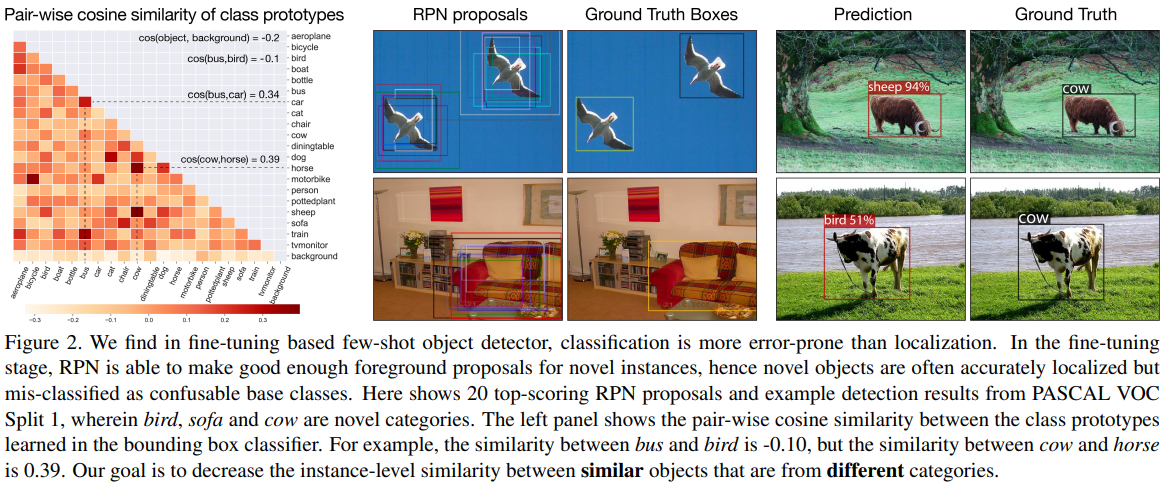 Pair-wise cosine similarity of class prototypes
cos(object, background) = -0.2
cos(bus,bird) = -0.1
cos(bus,car) = 0.34
cos(cow,horse) = 0.39
aeroplane
bicycle
bird
boat
bottle
bus
car
cat
chair
cow
diningtable
dog
horse
motorbike
person
pottedplant
sheep
sofa
train
tvmonitor
background
aeroplane
bicycle
bird
boat
bottle
bus
car
cat
chair
cow
diningtable
dog
horse
motorbike
person
pottedplant
sheep
sofa
train
tvmonitor
background
−0.3 −0.2 −0.1 0.0 0.1 0.2 0.3
RPN proposals
Ground Truth Boxes
Prediction
Ground Truth
sheep 94%
cow
bird 51%
cow
Figure 2. We find in fine-tuning based few-shot object detector, classification is more error-prone than localization. In the fine-tuning
stage, RPN is able to make good enough foreground proposals for novel instances, hence novel objects are often accurately localized but
mis-classified as confusable base classes. Here shows 20 top-scoring RPN proposals and example detection results from PASCAL VOC
Split 1, wherein bird, sofa and cow are novel categories. The left panel shows the pair-wise cosine similarity between the class prototypes
learned in the bounding box classifier. For example, the similarity between bus and bird is -0.10, but the similarity between cow and horse
is 0.39. Our goal is to decrease the instance-level similarity between similar objects that are from different categories.